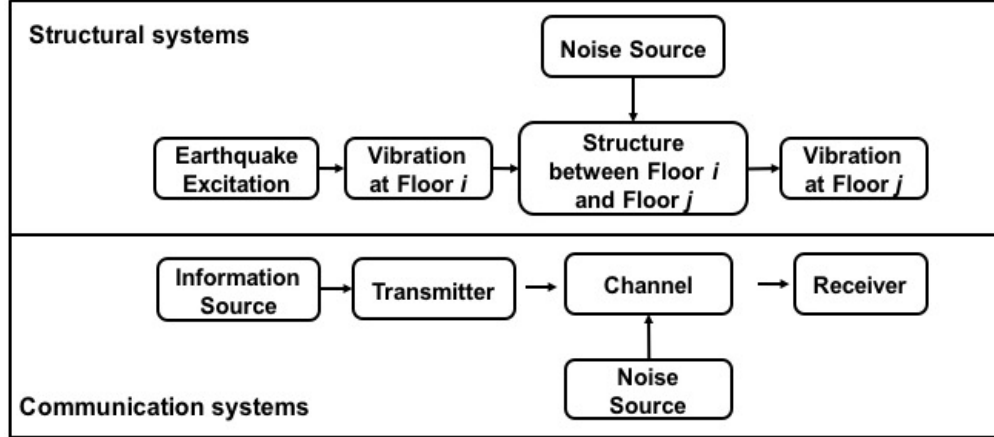 Structural systems
Noise Source
Earthquake
Excitation
Vibration
at Floor i
Structure
between Floor i
and Floor j
Vibration
at Floor j
Information
Source
Transmitter
Channel
Receiver
Noise
Source
Communication systems